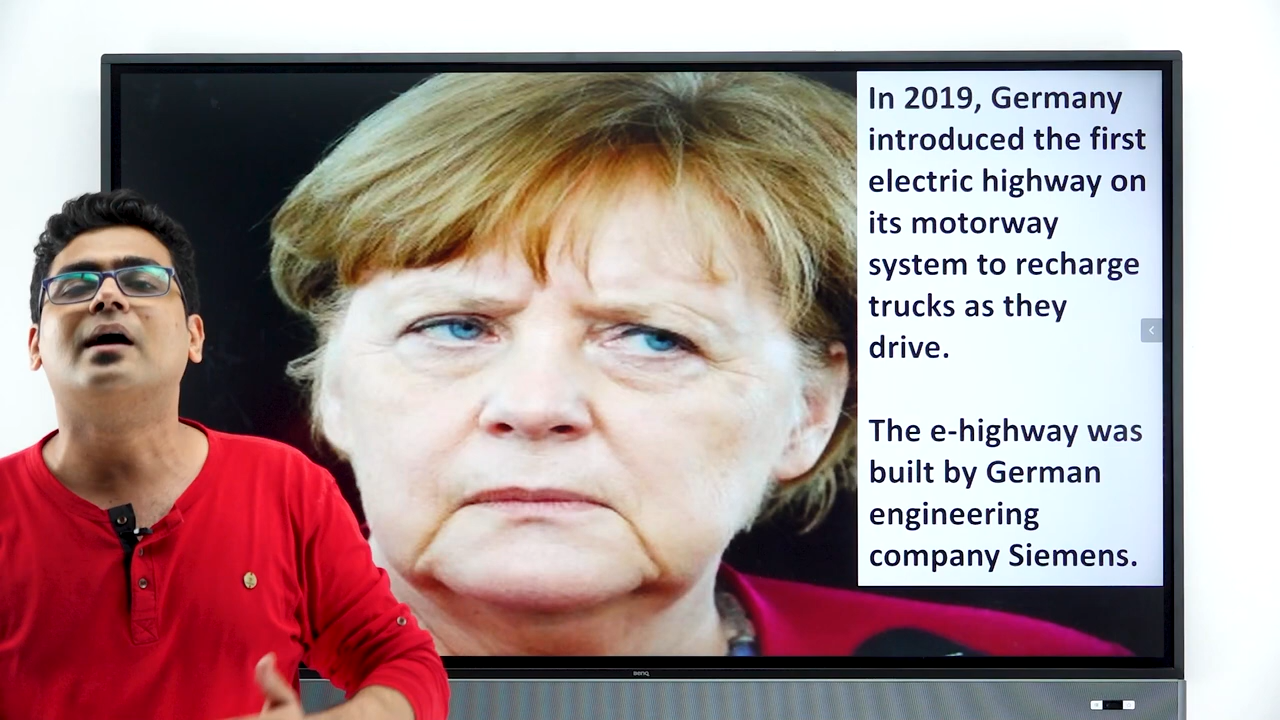 In 2019, Germany
introduced the first
electric highway on
its motorway
system to recharge
trucks as they
drive.
The e-highway was
built by German
engineering
company Siemens.
BenQ